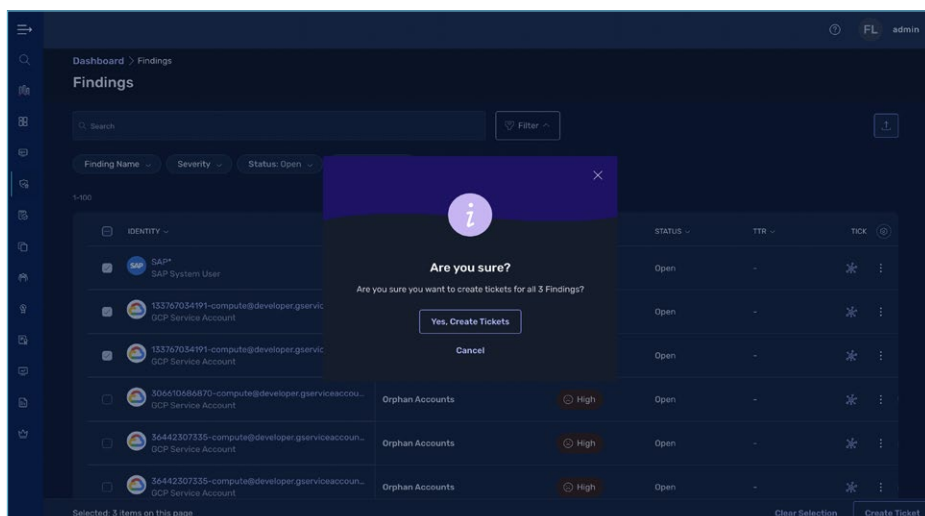 FL admin
Dashboard > Findings
Findings
Search
Filter
Finding Name
Severity
Status: Open
1-100
IDENTITY
STATUS
TTR
TICK
SAP
SAP*
SAP System User
Open
-
133767034191-compute@developer.gservic
GCP Service Account
Open
-
133767034191-compute@developer.gservic
GCP Service Account
Open
-
306610686870-compute@developer.gserviceaccou...
GCP Service Account
Orphan Accounts
High
Open
-
36442307335-compute@developer.gserviceaccoun...
GCP Service Account
Orphan Accounts
High
Open
-
36442307335-compute@developer.gserviceaccoun...
GCP Service Account
Orphan Accounts
High
Open
-
i
Are you sure?
Are you sure you want to create tickets for all 3 Findings?
Yes, Create Tickets
Cancel
Selected: 3 items on this page
Clear Selection
Create Ticket